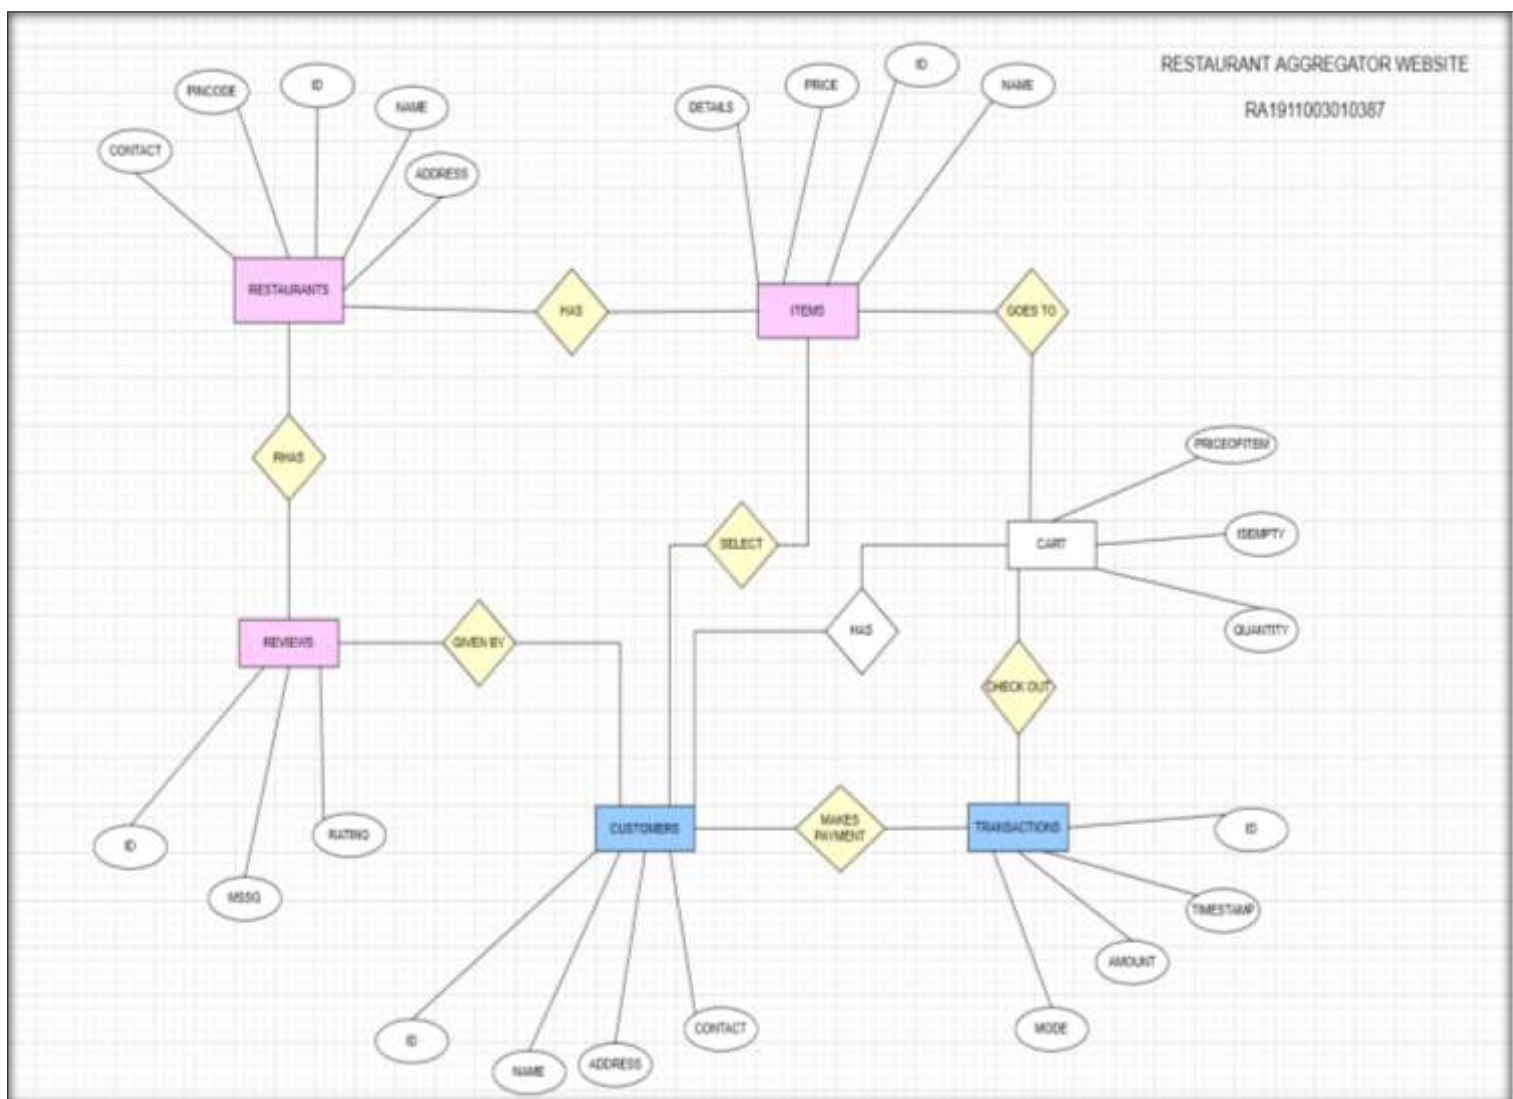 RESTAURANT AGGREGATOR WEBSITE
RA1911003010387
PINCODE
ID
NAME
CONTACT
ADDRESS
DETAILS
PRICE
ID
NAME
RESTAURANTS
HAS
ITEMS
GOES TO
RHAS
SELECT
PRICEOFITEM
CART
ISEMPTY
QUANTITY
REVIEWS
GIVEN BY
HAS
CHECK OUT
ID
MSSG
RATING
CUSTOMERS
MAKES
PAYMENT
TRANSACTIONS
ID
TIMESTAMP
AMOUNT
MODE
ID
NAME
ADDRESS
CONTACT